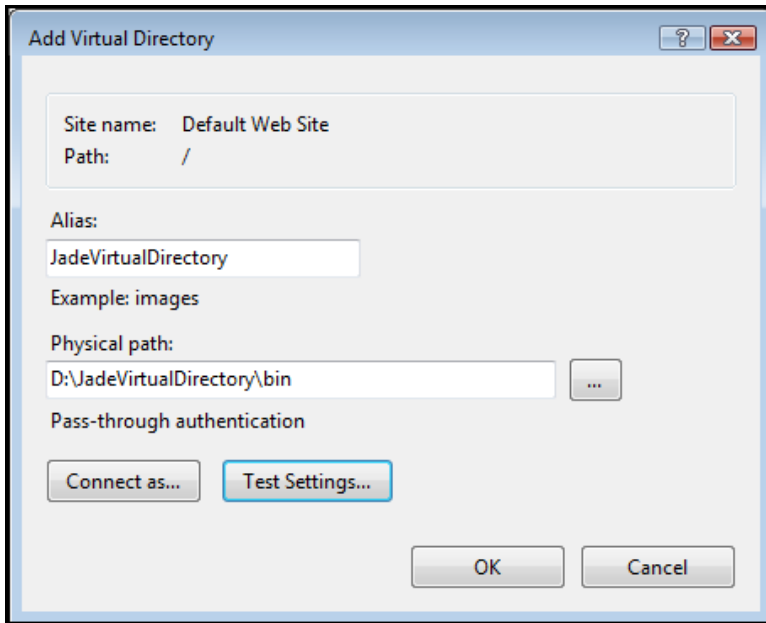 Add Virtual Directory
Site name: Default Web Site
Path: /
Alias:
JadeVirtualDirectory
Example: images
Physical path:
D:\JadeVirtualDirectory\bin
...
Pass-through authentication
Connect as... Test Settings...
OK Cancel